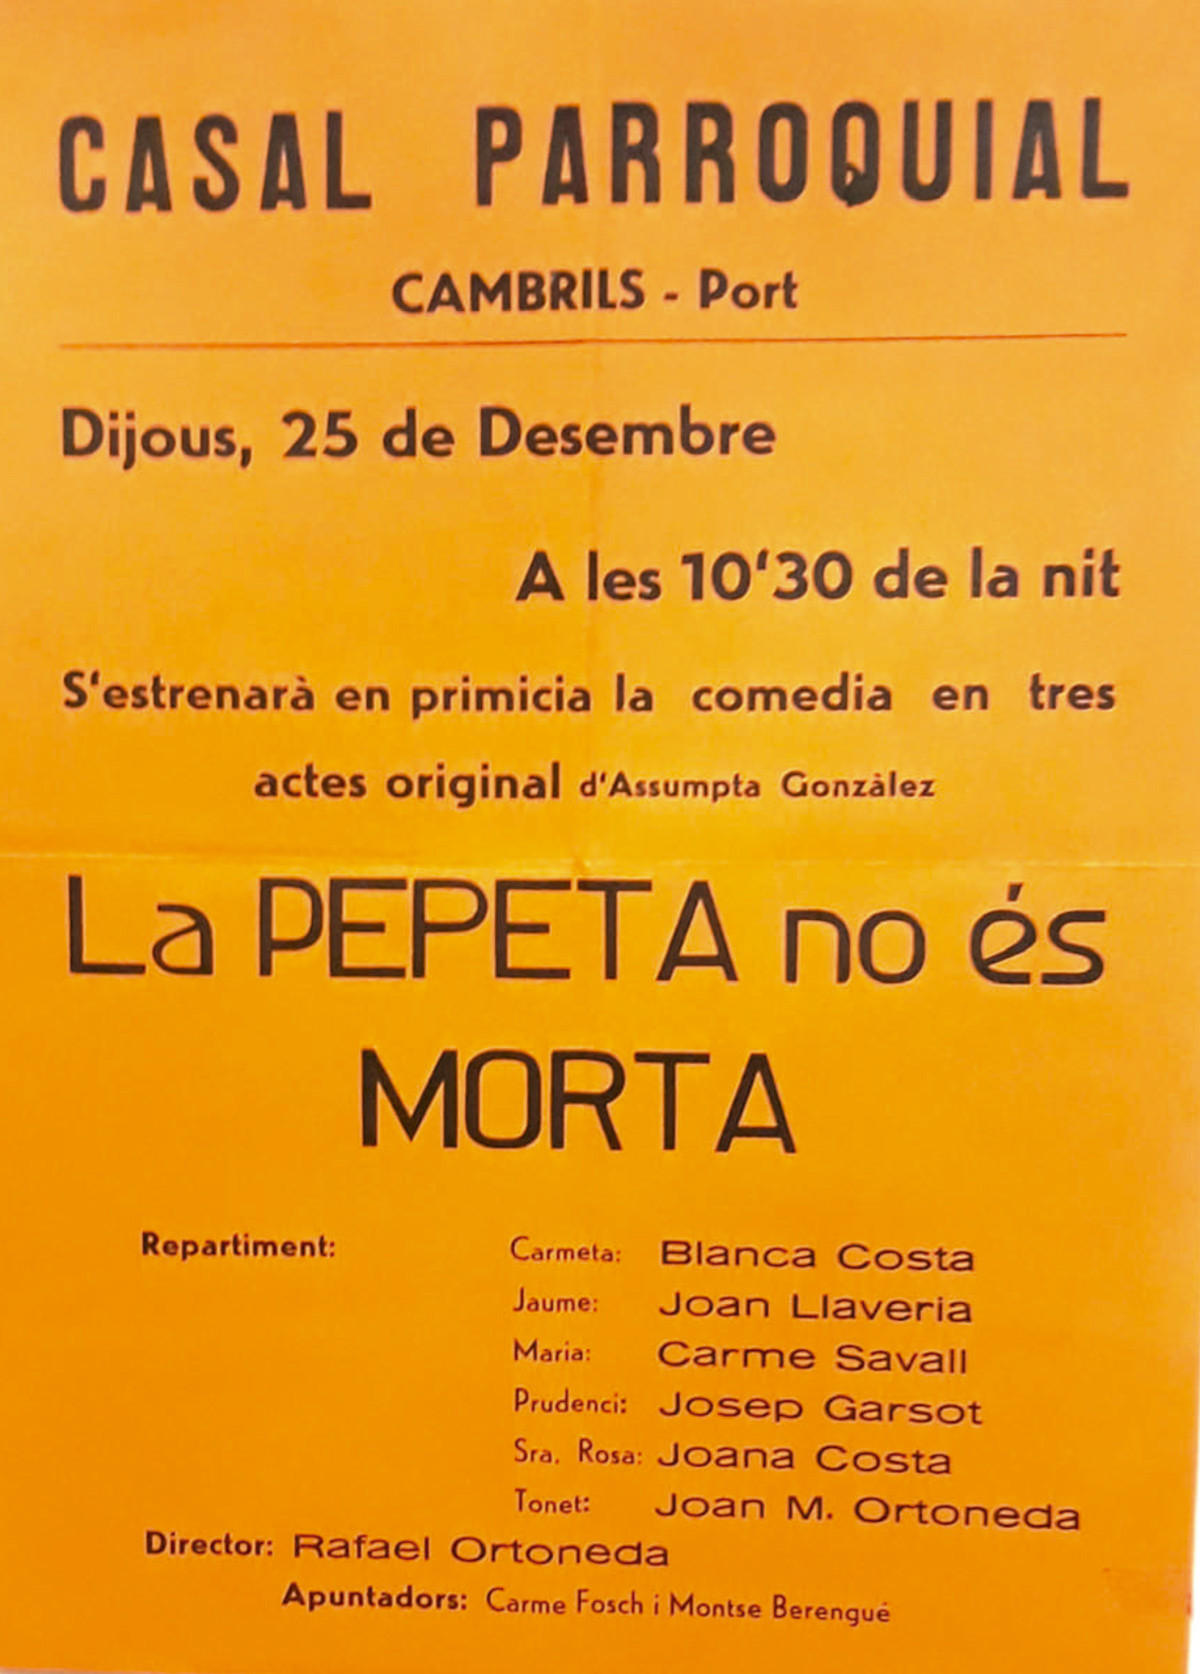 CASAL PARROQUIAL
CAMBRILS - Port
Dijous, 25 de Desembre
A les 10'30 de la nit
S'estrenarà en primicia la comedia en tres
actes original d'Assumpta Gonzàlez
La PEPETA no és
MORTA
Repartiment: Carmeta: Blanca Costa
Jaume: Joan Llaveria
Maria: Carme Savall
Prudenci: Josep Garsot
Sra. Rosa: Joana Costa
Tonet: Joan M. Ortoneda
Director: Rafael Ortoneda
Apuntadors: Carme Fosch i Montse Berengué